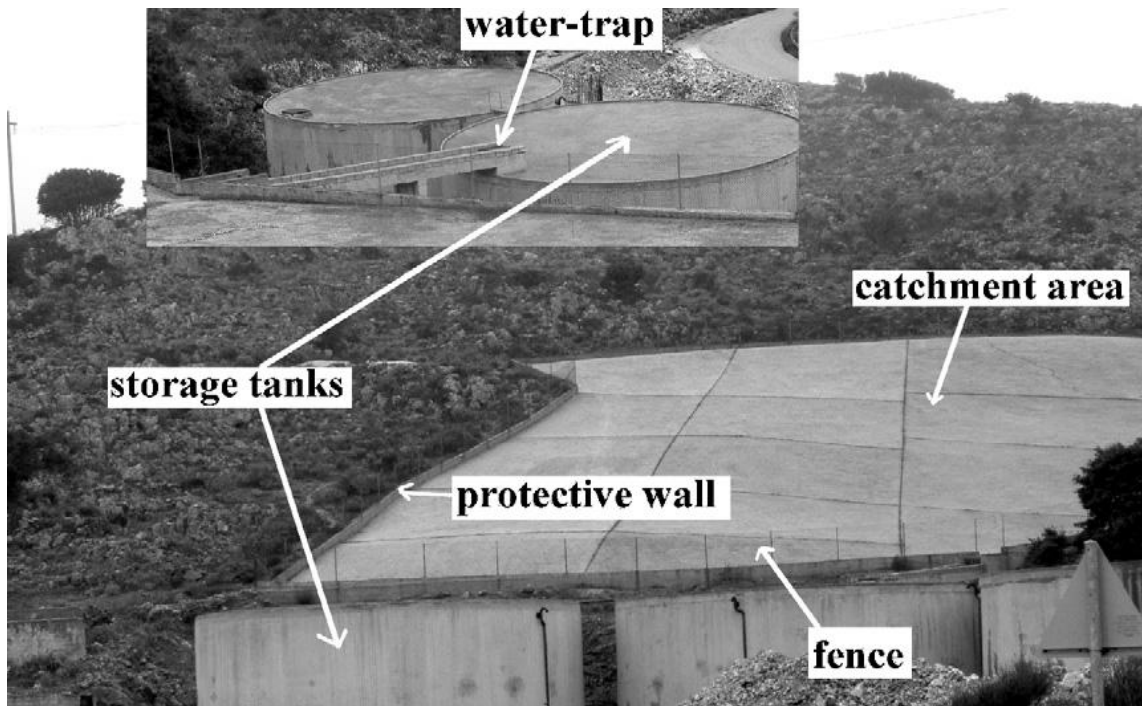 water-trap
catchment area
storage tanks
protective wall
fence